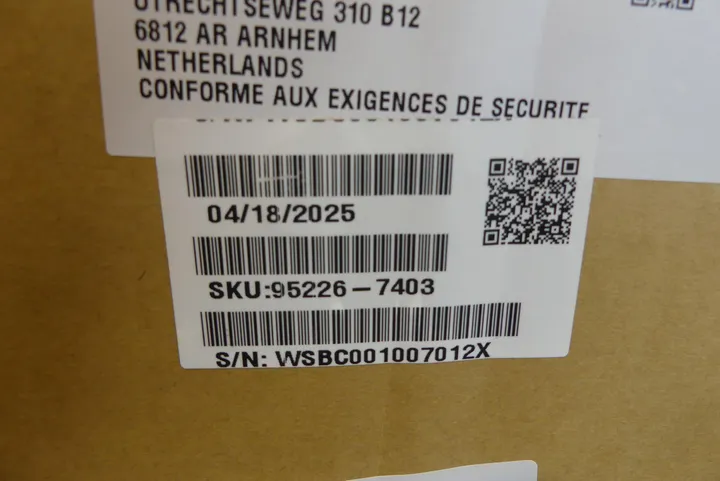 UTRECHTSEWEG 310 B12
6812 AR ARNHEM
NETHERLANDS
CONFORME AUX EXIGENCES DE SECURITE
04/18/2025
SKU:95226-7403
S/N: WSBC001007012X